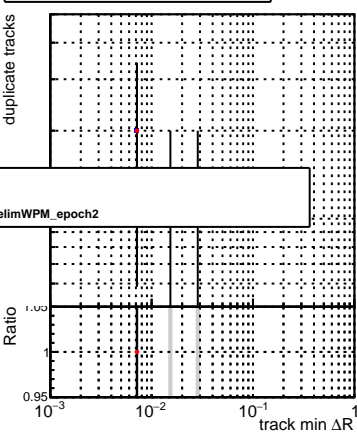 duplicate tracks
elimWPM_epoch2
Ratio
1.05
1
0.95
10−3 10−2 10−1 1
track min ΔR